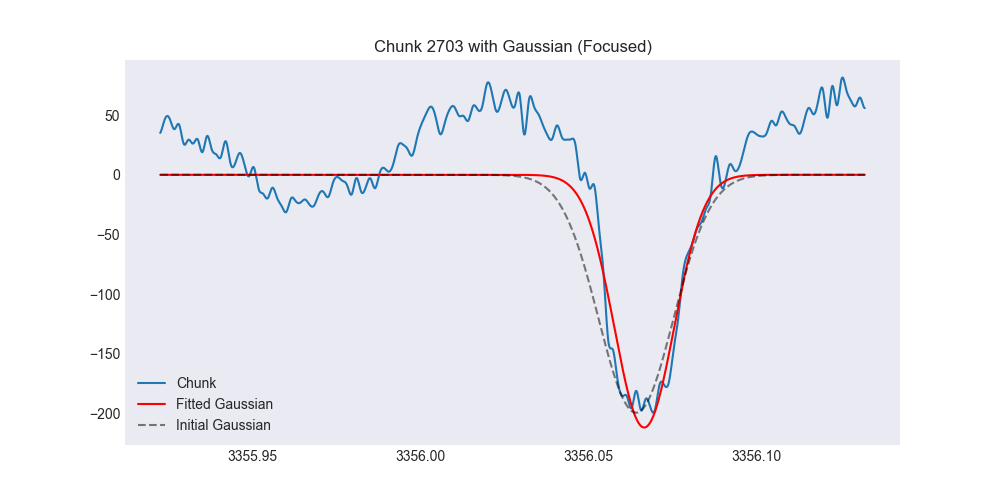 Chunk 2703 with Gaussian (Focused)
50
0
−50
−100
−150
−200
Chunk
Fitted Gaussian
Initial Gaussian
3355.95 3356.00 3356.05 3356.10